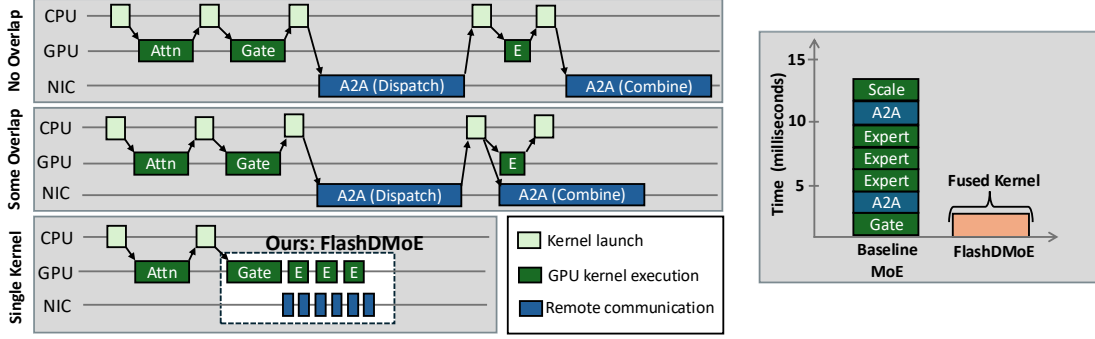 No Overlap
CPU
GPU
Attn
Gate
E
NIC
A2A (Dispatch)
A2A (Combine)
Some Overlap
CPU
GPU
Attn
Gate
E
NIC
A2A (Dispatch)
A2A (Combine)
Single Kernel
CPU
Ours: FlashDMoE
GPU
Attn
Gate
E
E
E
NIC
Kernel launch
GPU kernel execution
Remote communication
Time (milliseconds)
15
10
5
Scale
A2A
Expert
Expert
Expert
A2A
Gate
Fused Kernel
Baseline
MoE
FlashDMoE